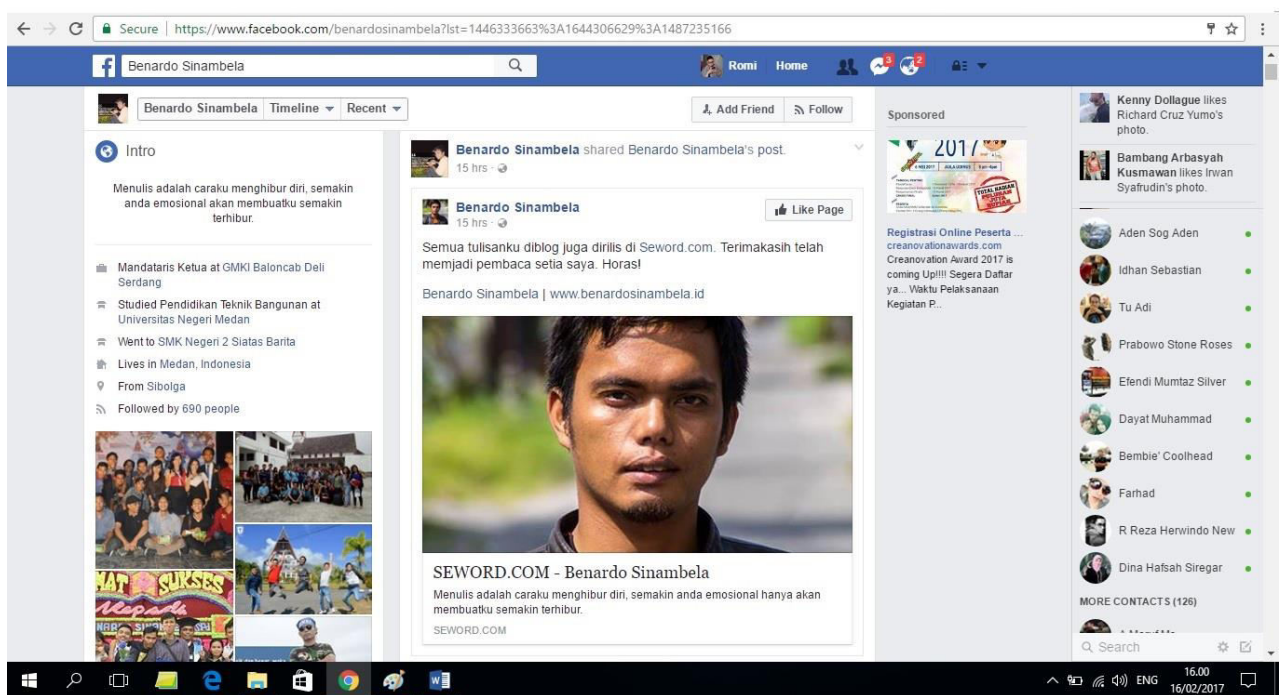 Secure | https://www.facebook.com/benardosinambela?lst=1446333663%3A1644306629%3A1487235166
Benardo Sinambela
Romi Home
3
2
Benardo Sinambela Timeline Recent
Add Friend Follow
Intro
Menulis adalah caraku menghibur diri, semakin
anda emosional akan membuatku semakin
terhibur.
Mandataris Ketua at GMKI Baloncab Deli
Serdang
Studied Pendidikan Teknik Bangunan at
Universitas Negeri Medan
Went to SMK Negeri 2 Siatas Barita
Lives in Medan, Indonesia
From Sibolga
Followed by 690 people
MAT SUKSES
Kepada
Benardo Sinambela shared Benardo Sinambela's post.
15 hrs
Benardo Sinambela
15 hrs
Like Page
Semua tulisanku diblog juga dirilis di Seword.com. Terimakasih telah
memjadi pembaca setia saya. Horas!
Benardo Sinambela | www.benardosinambela.id
SEWORD.COM - Benardo Sinambela
Menulis adalah caraku menghibur diri, semakin anda emosional hanya akan
membuatku semakin terhibur.
SEWORD.COM
Sponsored
2017
Registrasi Online Peserta ...
creanovationawards.com
Creanovation Award 2017 is
coming Up!!!! Segera Daftar
ya... Waktu Pelaksanaan
Kegiatan P...
Kenny Dollague likes
Richard Cruz Yumo's
photo.
Bambang Arbasyah
Kusmawan likes Irwan
Syafrudin's photo.
Aden Sog Aden
Idhan Sebastian
Tu Adi
Prabowo Stone Roses
Efendi Mumtaz Silver
Dayat Muhammad
Bembie' Coolhead
Farhad
R Reza Herwindo New
Dina Hafsah Siregar
MORE CONTACTS (126)
Search
ENG
16.00
16/02/2017